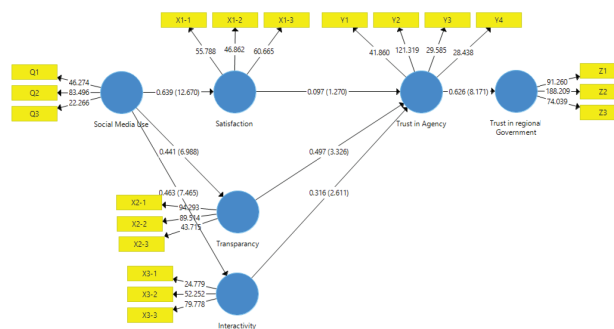 X1-1
X1-2
X1-3
Y1
Y2
Y3
Y4
55.788
46.862
60.665
41.860
121.319
29.585
28.438
Q1
Q2
Q3
46.274
83.496
22.266
Social Media Use
0.639 (12.670)
Satisfaction
0.097 (1.270)
Trust in Agency
0.626 (8.171)
Trust in regional
Government
91.260
188.209
74.039
Z1
Z2
Z3
0.441 (6.988)
0.463 (7.465)
0.497 (3.326)
0.316 (2.611)
X2-1
X2-2
X2-3
94.293
89.514
43.715
Transparancy
X3-1
X3-2
X3-3
24.779
52.252
79.778
Interactivity